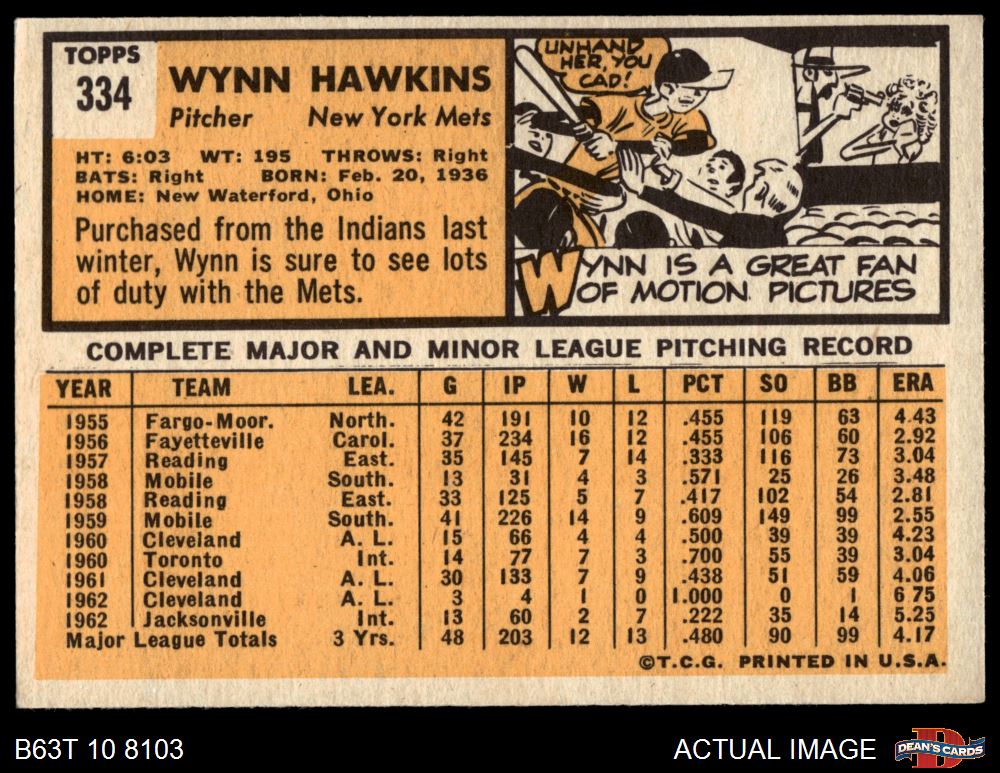 TOPPS
334
WYNN HAWKINS
Pitcher New York Mets
HT: 6:03 WT: 195 THROWS: Right
BATS: Right BORN: Feb. 20, 1936
HOME: New Waterford, Ohio
Purchased from the Indians last
winter, Wynn is sure to see lots
of duty with the Mets.
UNHAND
HER, YOU
CAD!
WYNN IS A GREAT FAN
OF MOTION PICTURES
COMPLETE MAJOR AND MINOR LEAGUE PITCHING RECORD
YEAR TEAM LEA. G IP W L PCT SO BB ERA
1955 Fargo-Moor. North. 42 191 10 12 .455 119 63 4.43
1956 Fayetteville Carol. 37 234 16 12 .455 106 60 2.92
1957 Reading East. 35 145 7 14 .333 116 73 3.04
1958 Mobile South. 13 31 4 3 .571 25 26 3.48
1958 Reading East. 33 125 5 7 .417 102 54 2.81
1959 Mobile South. 41 226 14 9 .609 149 99 2.55
1960 Cleveland A. L. 15 66 4 4 .500 39 39 4.23
1960 Toronto Int. 14 77 7 3 .700 55 39 3.04
1961 Cleveland A. L. 30 133 7 9 .438 51 59 4.06
1962 Cleveland A. L. 3 4 1 0 1.000 0 1 6.75
1962 Jacksonville Int. 13 60 2 7 .222 35 14 5.25
Major League Totals 3 Yrs. 48 203 12 13 .480 90 99 4.17
©T.C.G. PRINTED IN U.S.A.
B63T 10 8103 ACTUAL IMAGE
D
DEAN'S CARDS